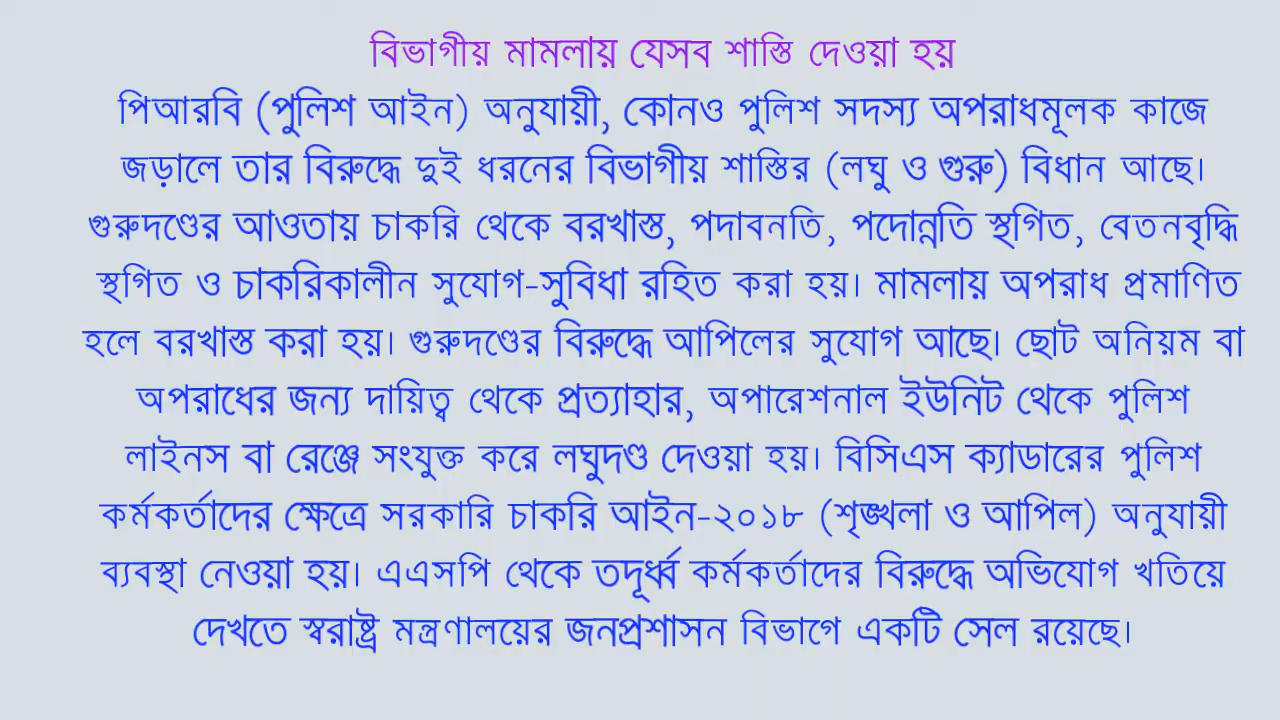 বিভাগীয় মামলায় যেসব শাস্তি দেওয়া হয়
পিআরবি (পুলিশ আইন) অনুযায়ী, কোনও পুলিশ সদস্য অপরাধমূলক কাজে
জড়ালে তার বিরুদ্ধে দুই ধরনের বিভাগীয় শাস্তির (লঘু ও গুরু) বিধান আছে।
গুরুদণ্ডের আওতায় চাকরি থেকে বরখাস্ত, পদাবনতি, পদোন্নতি স্থগিত, বেতনবৃদ্ধি
স্থগিত ও চাকরিকালীন সুযোগ-সুবিধা রহিত করা হয়। মামলায় অপরাধ প্রমাণিত
হলে বরখাস্ত করা হয়। গুরুদণ্ডের বিরুদ্ধে আপিলের সুযোগ আছে। ছোট অনিয়ম বা
অপরাধের জন্য দায়িত্ব থেকে প্রত্যাহার, অপারেশনাল ইউনিট থেকে পুলিশ
লাইনস বা রেঞ্জে সংযুক্ত করে লঘুদণ্ড দেওয়া হয়। বিসিএস ক্যাডারের পুলিশ
কর্মকর্তাদের ক্ষেত্রে সরকারি চাকরি আইন-২০১৮ (শৃঙ্খলা ও আপিল) অনুযায়ী
ব্যবস্থা নেওয়া হয়। এএসপি থেকে তদূর্ধ্ব কর্মকর্তাদের বিরুদ্ধে অভিযোগ খতিয়ে
দেখতে স্বরাষ্ট্র মন্ত্রণালয়ের জনপ্রশাসন বিভাগে একটি সেল রয়েছে।